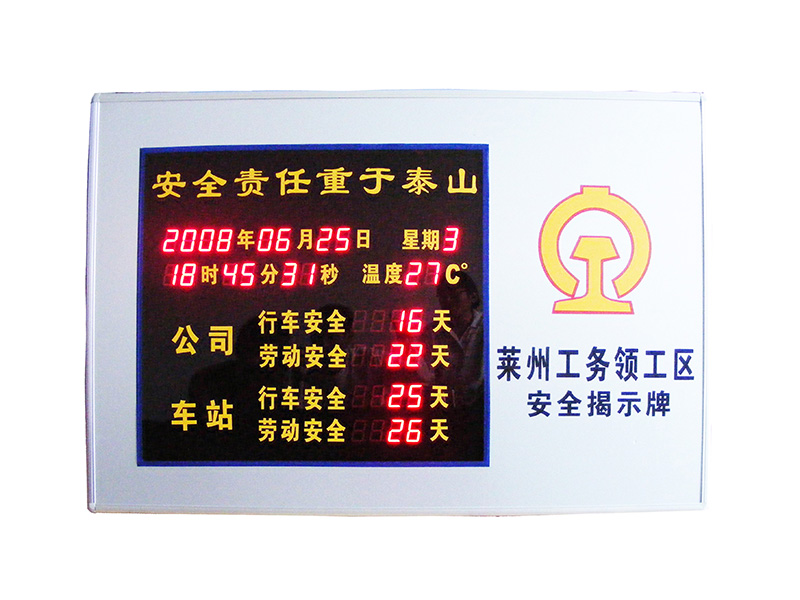 安全责任重于泰山
2008年06月25日 星期3
18时45分31秒 温度27C°
公司
行车安全 16天
劳动安全 22天
车站
行车安全 25天
劳动安全 26天
莱州工务领工区
安全揭示牌